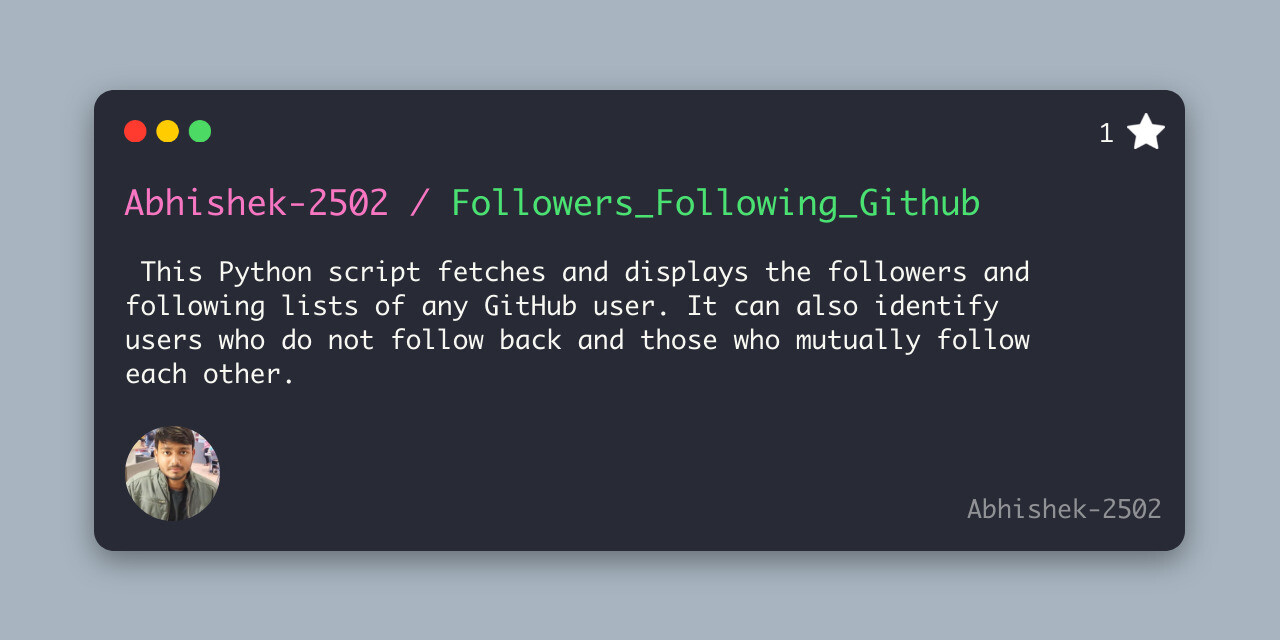 1
Abhishek-2502 / Followers_Following_Github
This Python script fetches and displays the followers and
following lists of any GitHub user. It can also identify
users who do not follow back and those who mutually follow
each other.
Abhishek-2502